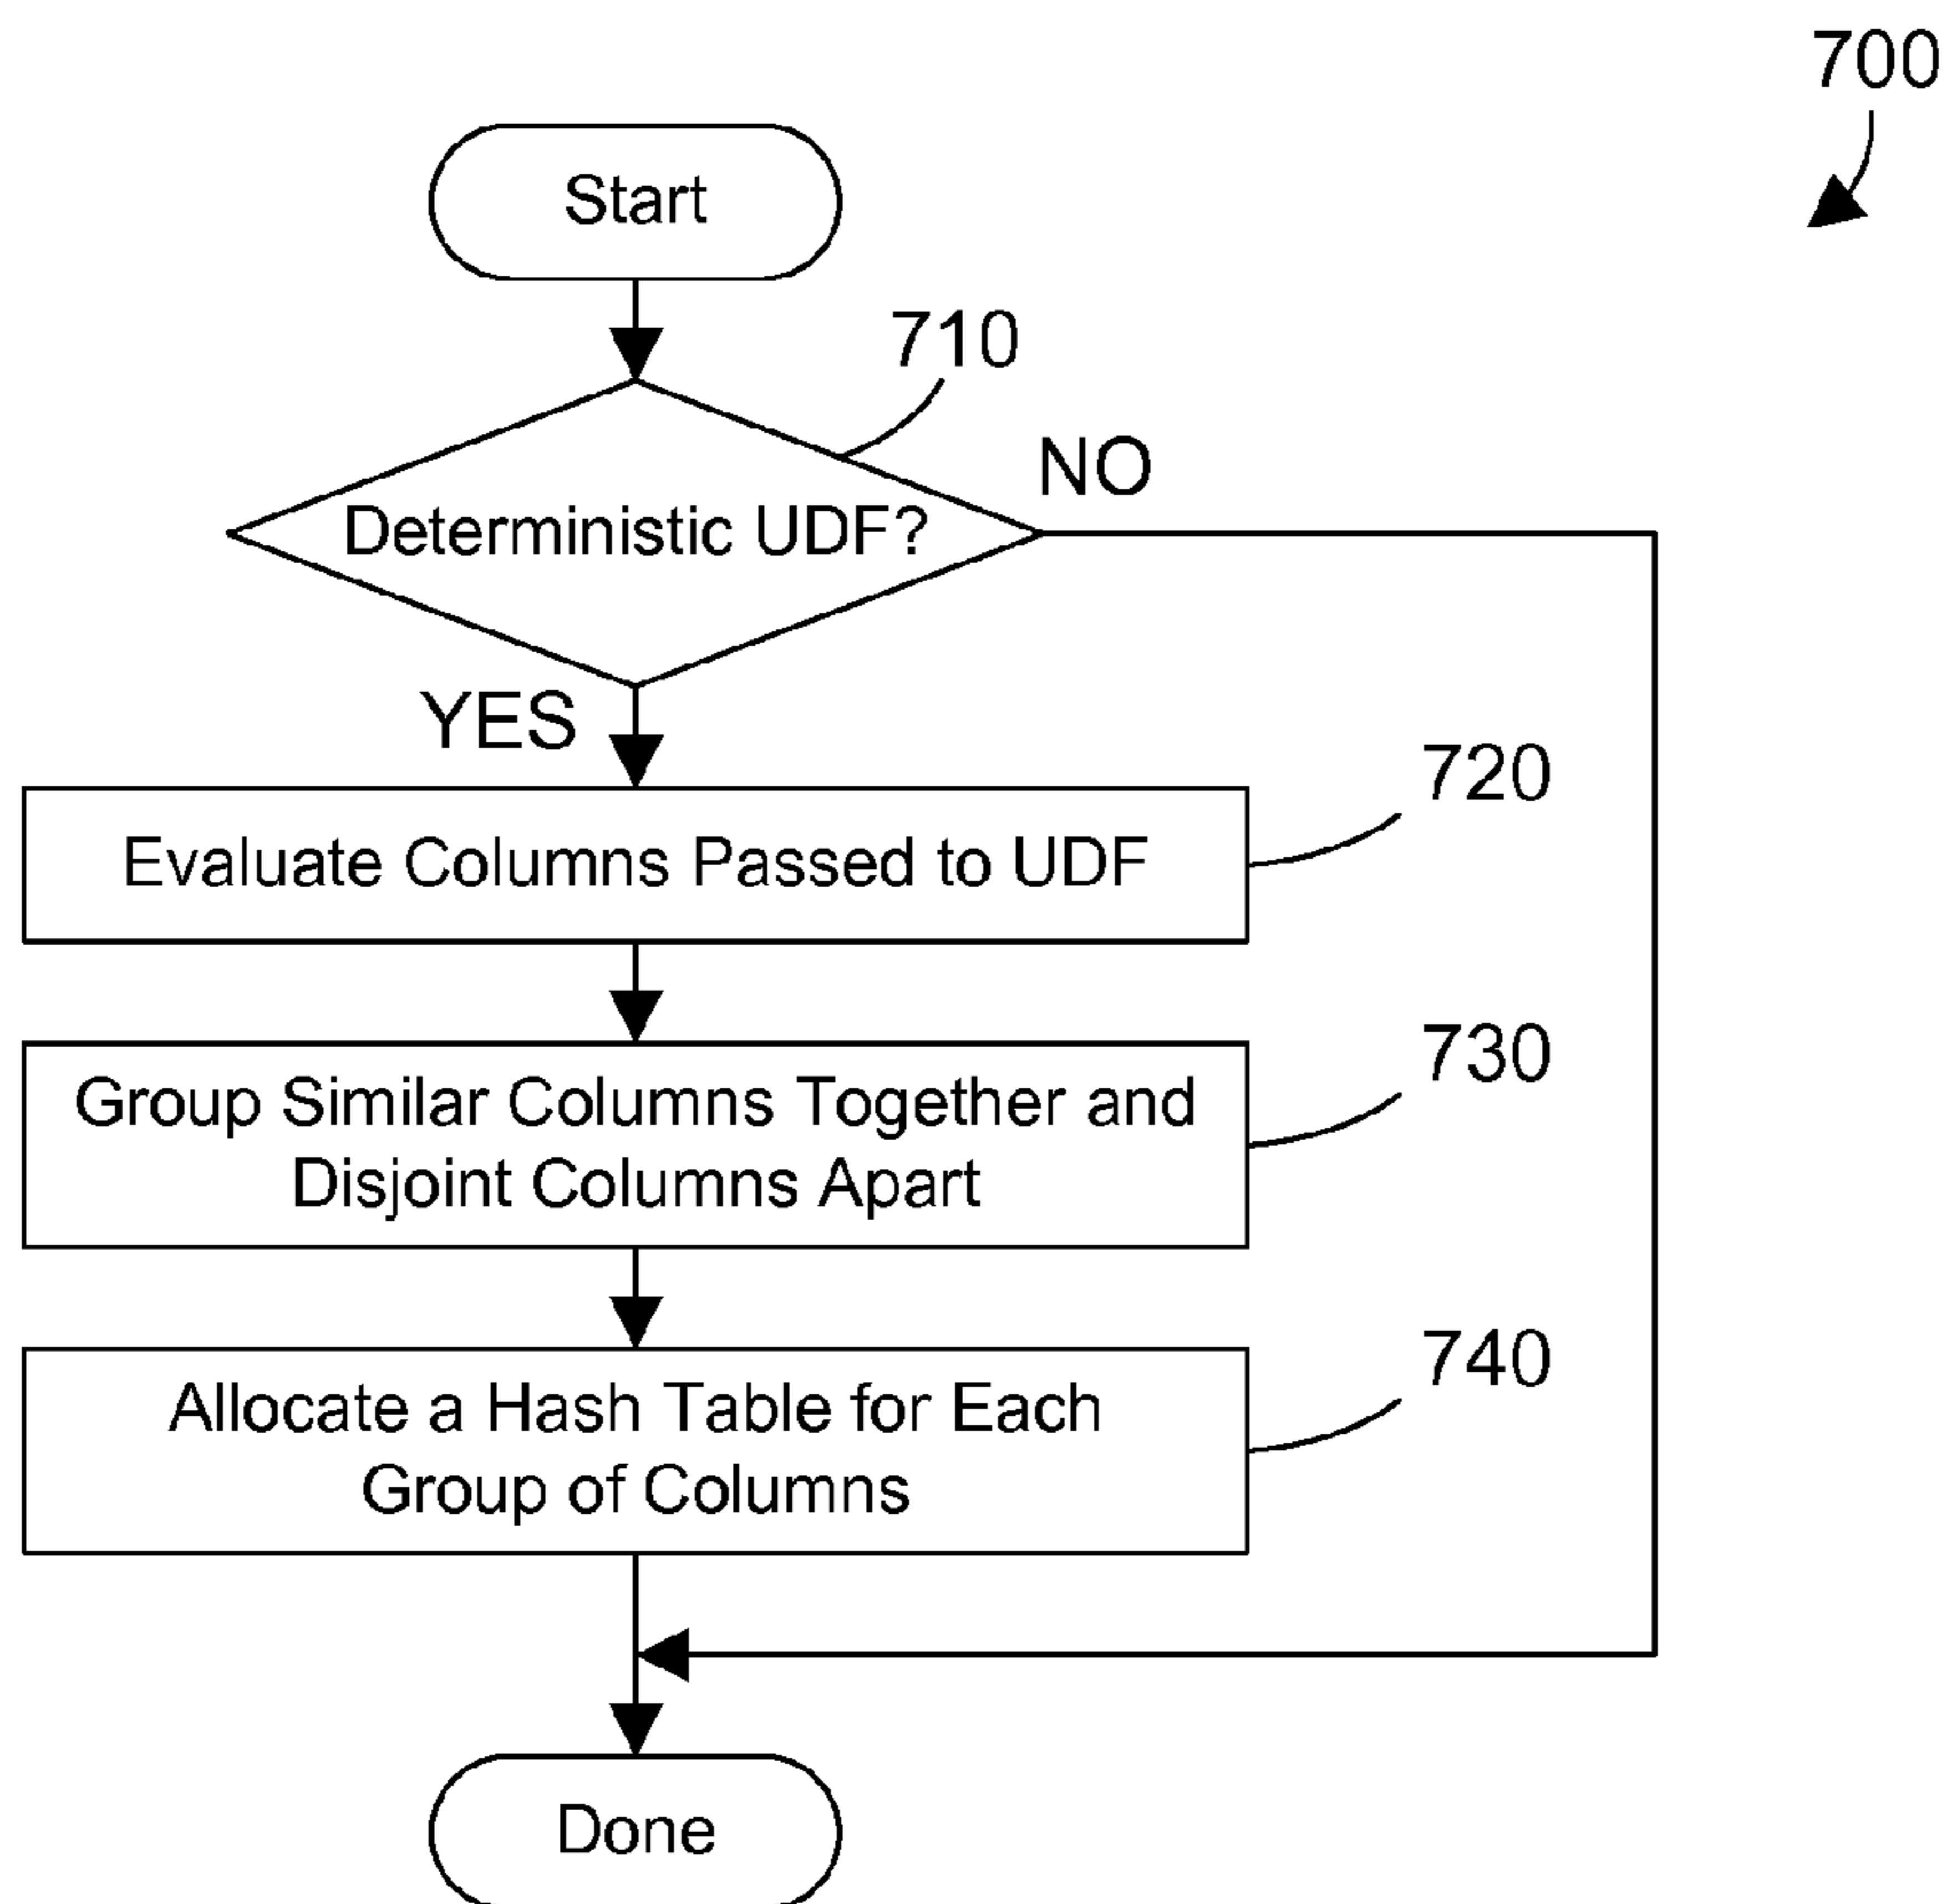 700
Start
710
NO
Deterministic UDF?
YES
720
Evaluate Columns Passed to UDF
730
Group Similar Columns Together and
Disjoint Columns Apart
740
Allocate a Hash Table for Each
Group of Columns
Done